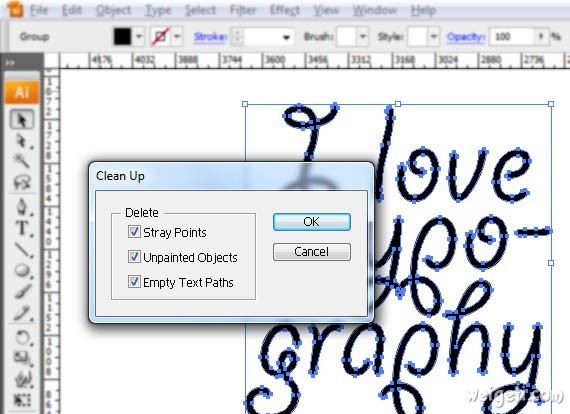 Ai File Edit Object Type Select Filter Effect View Window Help
Group Stroke: Brush: Style: Opacity: 100 %
4176 4032 3888 3744 3600 3456 3312 3168 3024 2880 2736
Ai
I love
ypo-
graphy
Clean Up
Delete
Stray Points
Unpainted Objects
Empty Text Paths
OK
Cancel